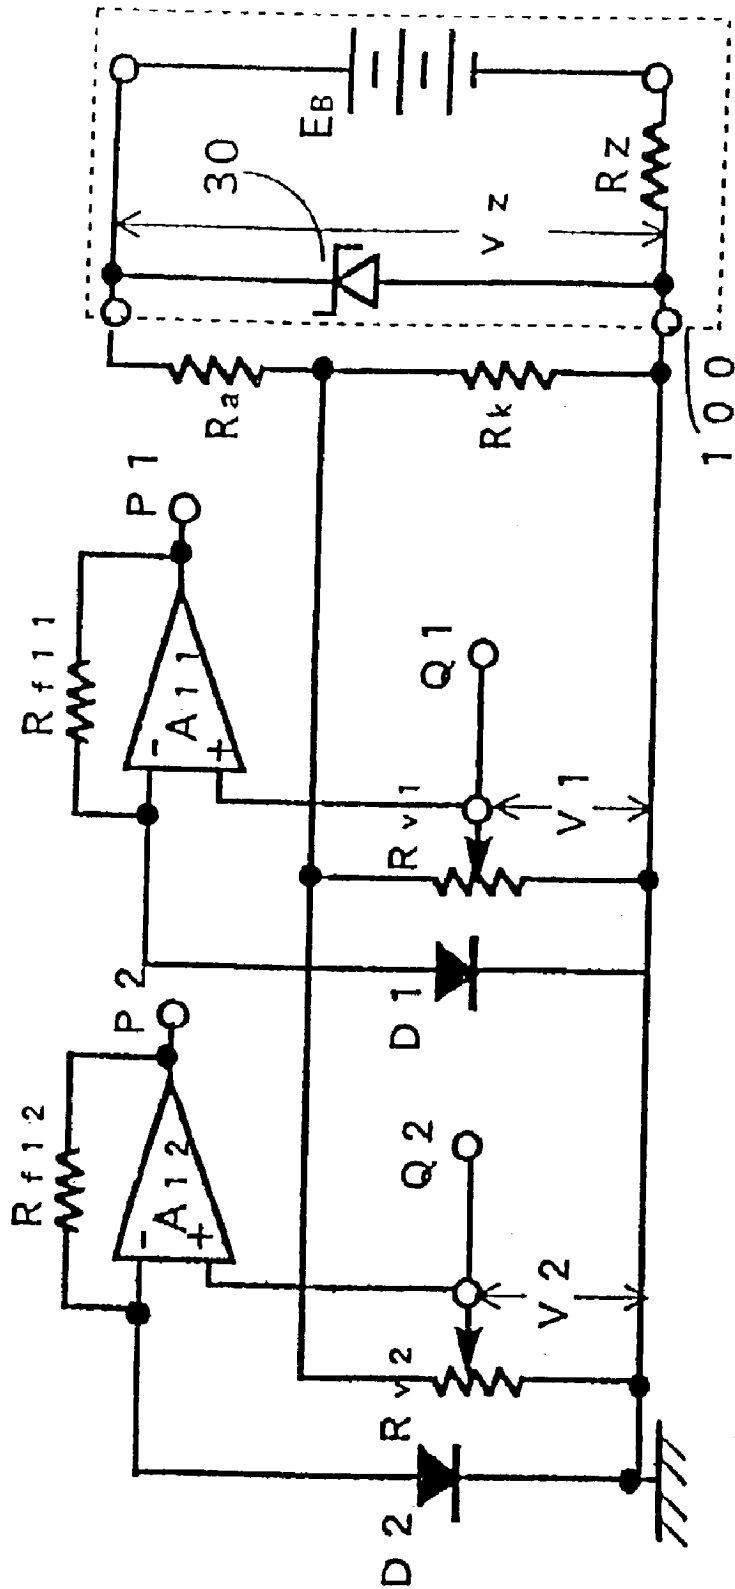 Rf12
Rf11
P2
P1
A12
A11
-
+
-
+
30
EB
Ra
Vz
Rz
Q2
Q1
Rv2
Rv1
Rk
D2
D1
V2
V1
100